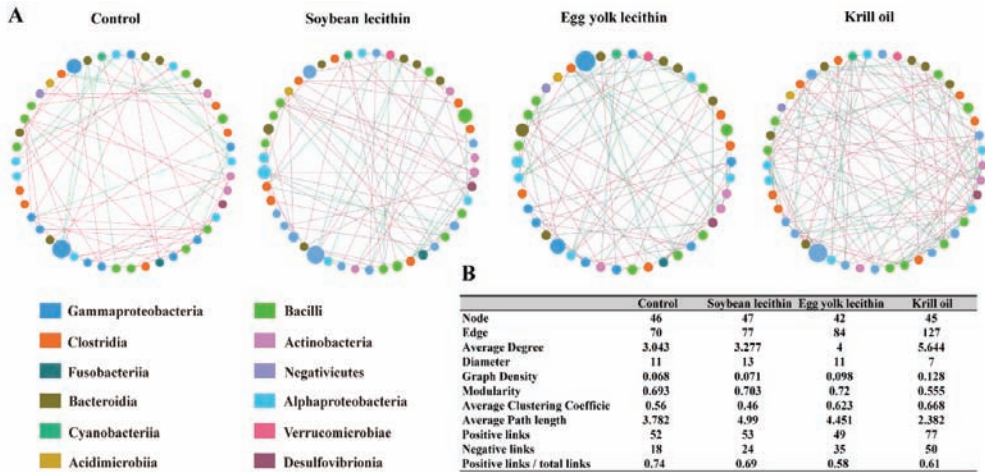 A
Control
Soybean lecithin
Egg yolk lecithin
Krill oil
Gammaproteobacteria
Clostridia
Fusobacteriia
Bacteroidia
Cyanobacteriia
Acidimicrobiia
Bacilli
Actinobacteria
Negativicutes
Alphaproteobacteria
Verrucomicrobiae
Desulfovibrionia
B
Control Soybean lecithin Egg yolk lecithin Krill oil
Node 46 47 42 45
Edge 70 77 84 127
Average Degree 3.043 3.277 4 5.644
Diameter 11 13 11 7
Graph Density 0.068 0.071 0.098 0.128
Modularity 0.693 0.703 0.72 0.555
Average Clustering Coefficic 0.56 0.46 0.623 0.668
Average Path length 3.782 4.99 4.451 2.382
Positive links 52 53 49 77
Negative links 18 24 35 50
Positive links / total links 0.74 0.69 0.58 0.61